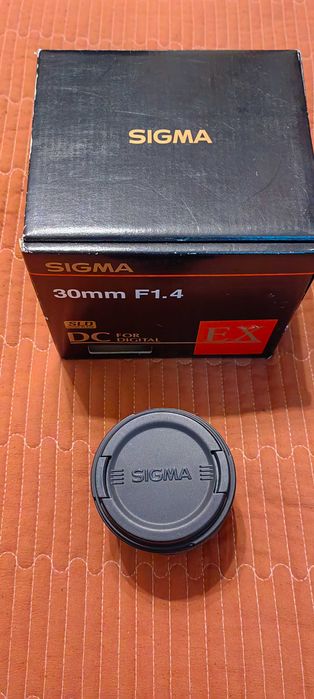 SIGMA
SIGMA
30mm F1.4
SLD
DC FOR DIGITAL
EX
SIGMA